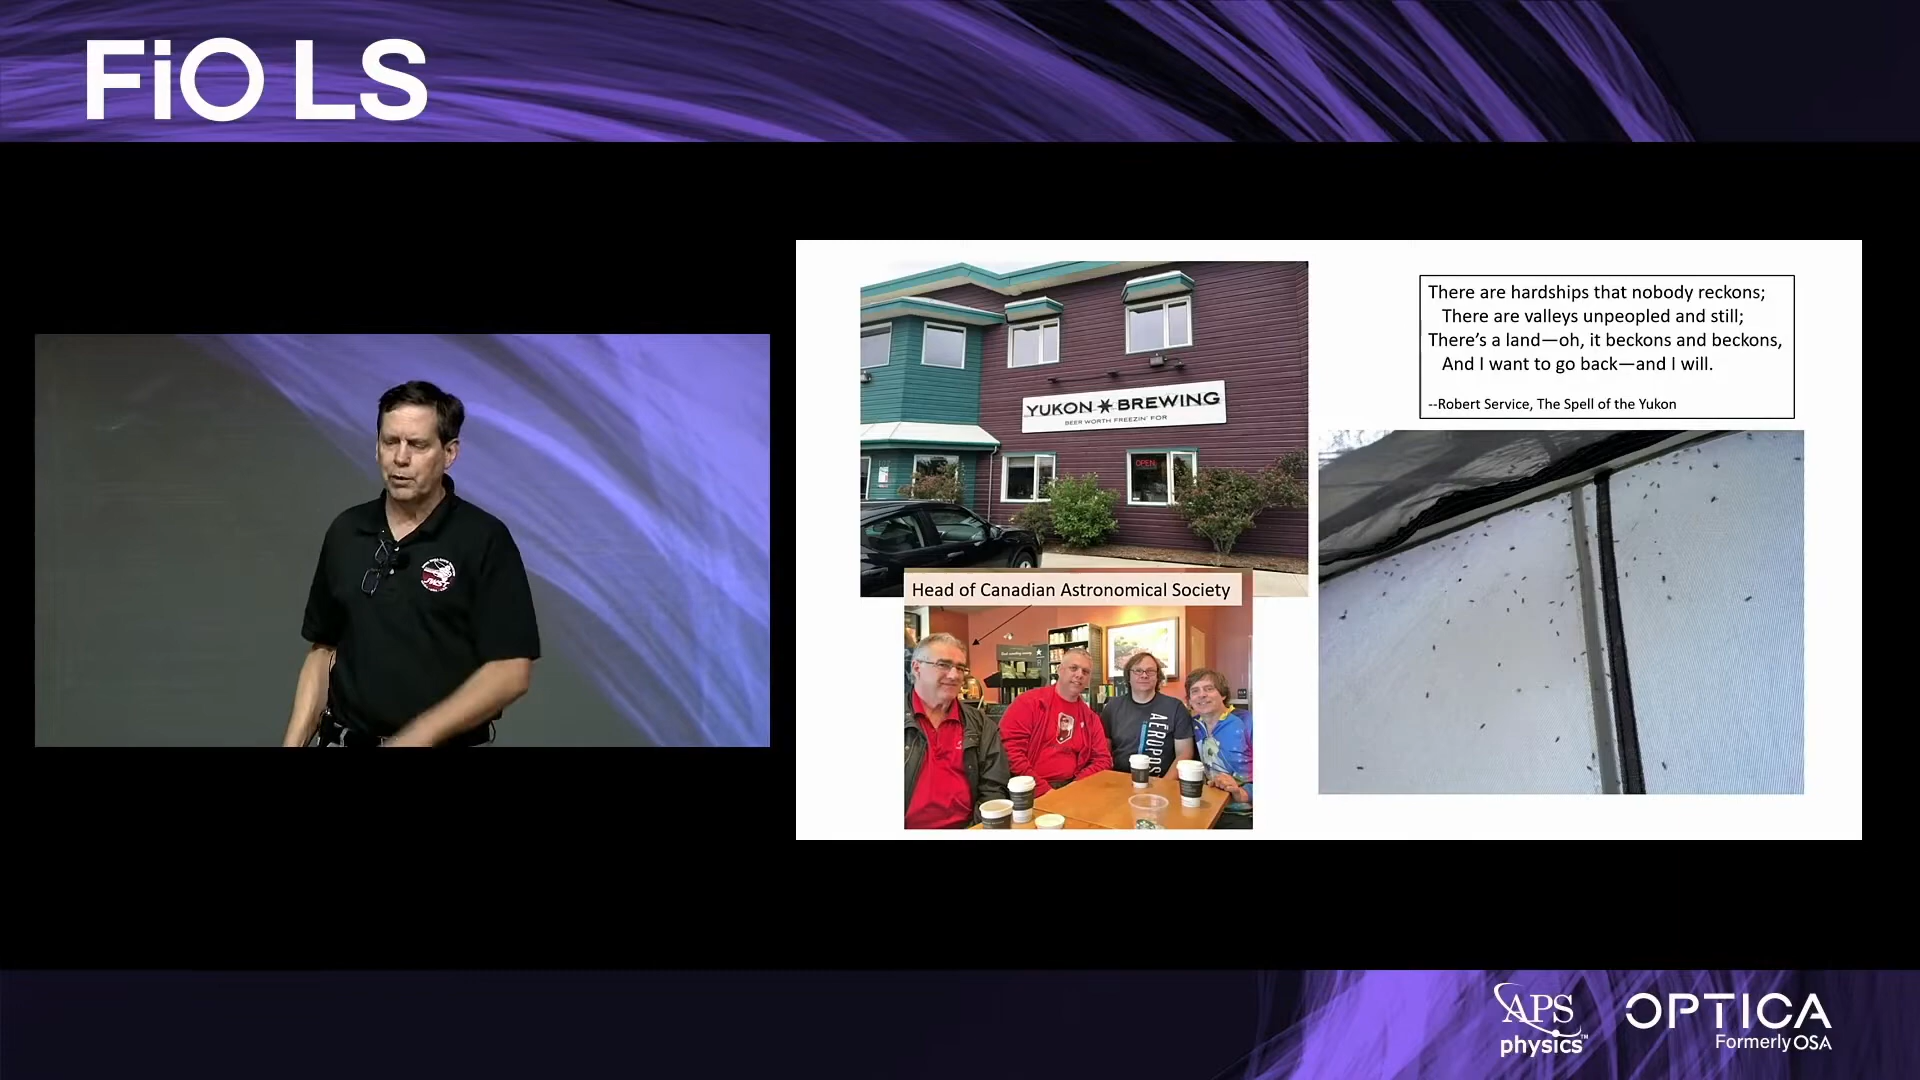 FiO LS
YUKON BREWING
BEER WORTH FREEZIN' FOR
OPEN
There are hardships that nobody reckons;
There are valleys unpeopled and still;
There's a land—oh, it beckons and beckons,
And I want to go back—and I will.
--Robert Service, The Spell of the Yukon
Head of Canadian Astronomical Society
AÉROPOS
APS
physics™
OPTICA
Formerly OSA